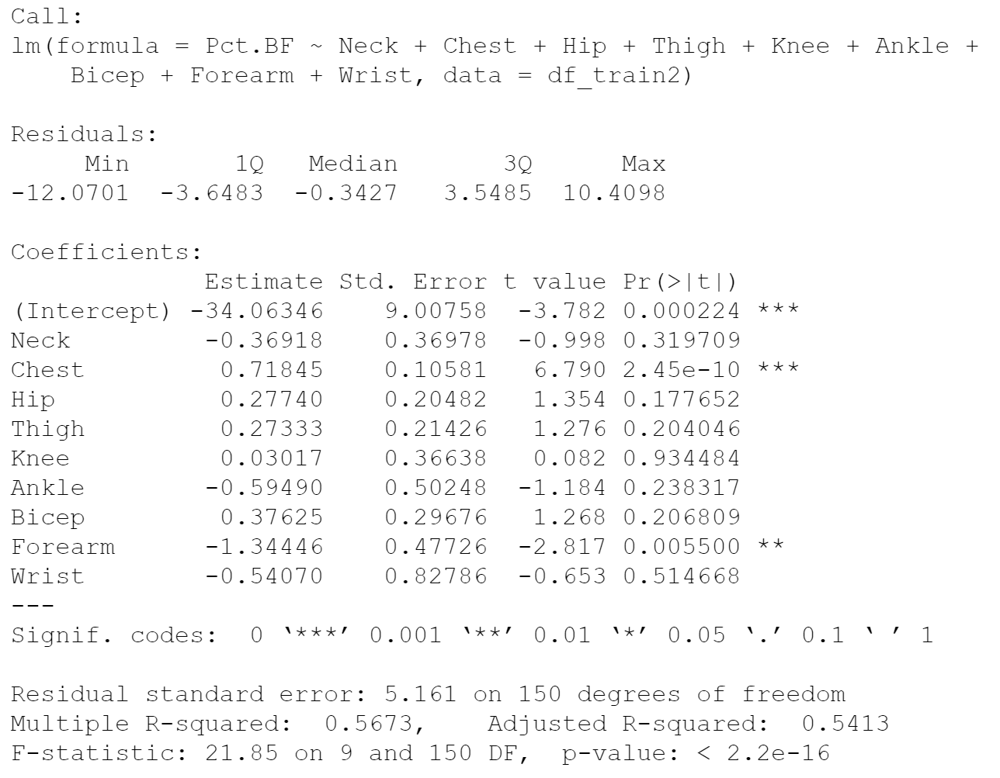 Call:
lm(formula = Pct.BF ~ Neck + Chest + Hip + Thigh + Knee + Ankle +
    Bicep + Forearm + Wrist, data = df_train2)

Residuals:
     Min       1Q   Median       3Q      Max
-12.0701  -3.6483  -0.3427   3.5485  10.4098

Coefficients:
             Estimate Std. Error t value Pr(>|t|)
(Intercept) -34.06346    9.00758  -3.782 0.000224 ***
Neck         -0.36918    0.36978  -0.998 0.319709
Chest         0.71845    0.10581   6.790 2.45e-10 ***
Hip           0.27740    0.20482   1.354 0.177652
Thigh         0.27333    0.21426   1.276 0.204046
Knee          0.03017    0.36638   0.082 0.934484
Ankle        -0.59490    0.50248  -1.184 0.238317
Bicep         0.37625    0.29676   1.268 0.206809
Forearm      -1.34446    0.47726  -2.817 0.005500 **
Wrist        -0.54070    0.82786  -0.653 0.514668
---
Signif. codes:  0 ‘***’ 0.001 ‘**’ 0.01 ‘*’ 0.05 ‘.’ 0.1 ‘ ’ 1

Residual standard error: 5.161 on 150 degrees of freedom
Multiple R-squared:  0.5673,    Adjusted R-squared:  0.5413
F-statistic: 21.85 on 9 and 150 DF,  p-value: < 2.2e-16